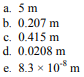 a. 5 m
b. 0.207 m
c. 0.415 m
d. 0.0208 m
e. 8.3 × 10⁻⁸ m